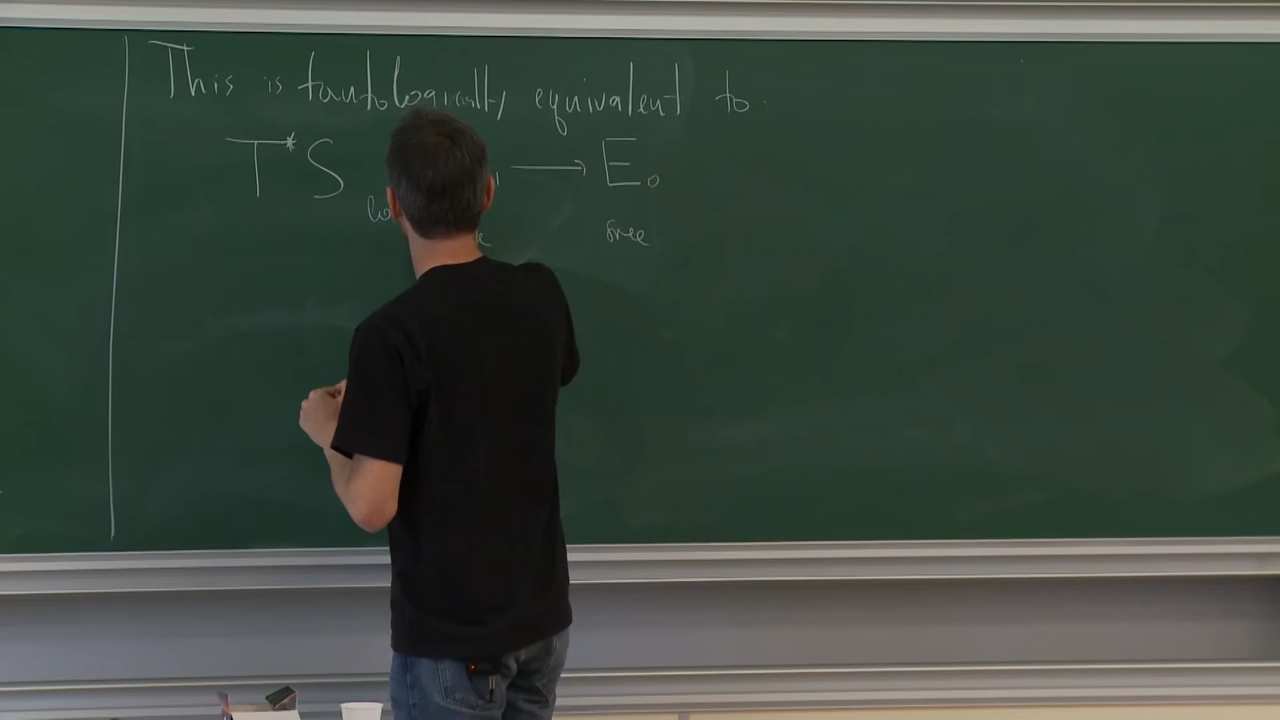 This is tautologically equivalent to
T*S → E₀
free